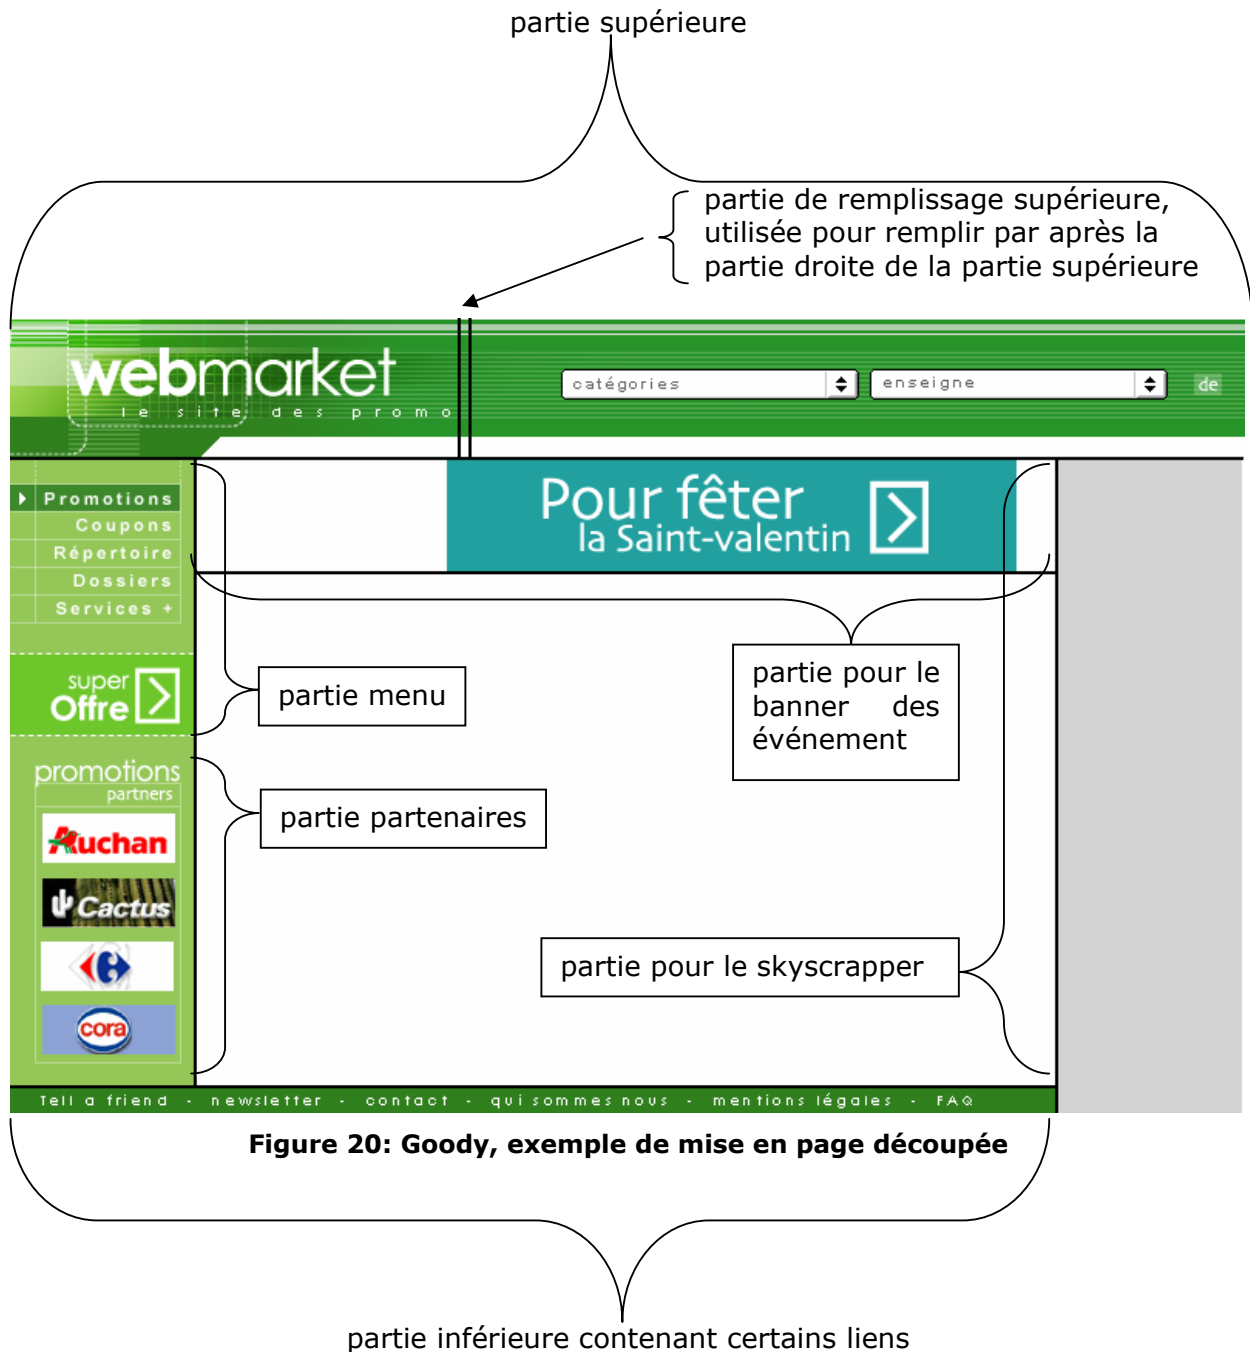 partie supérieure
partie de remplissage supérieure,
utilisée pour remplir par après la
partie droite de la partie supérieure
webmarket
le site des promo
catégories
enseigne
de
Promotions
Coupons
Répertoire
Dossiers
Services +
Pour fêter
la Saint-valentin
super
Offre
partie menu
partie pour le
banner des
événement
promotions
partners
partie partenaires
Auchan
Cactus
partie pour le skyscrapper
cora
Tell a friend - newsletter - contact - qui sommes nous - mentions légales - FAQ
Figure 20: Goody, exemple de mise en page découpée
partie inférieure contenant certains liens